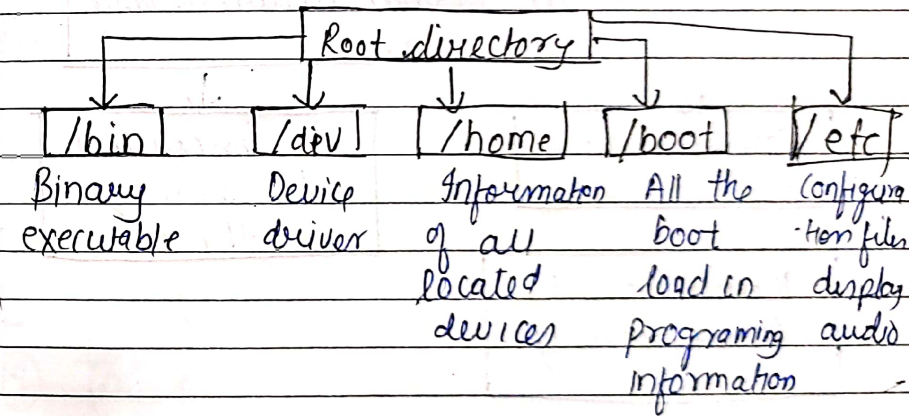 Root directory
/bin
/dev
/home
/boot
/etc
Binary
executable
Device
driver
Information
of all
located
devices
All the
boot
load in
programing
information
configura
-tion files
display
audio